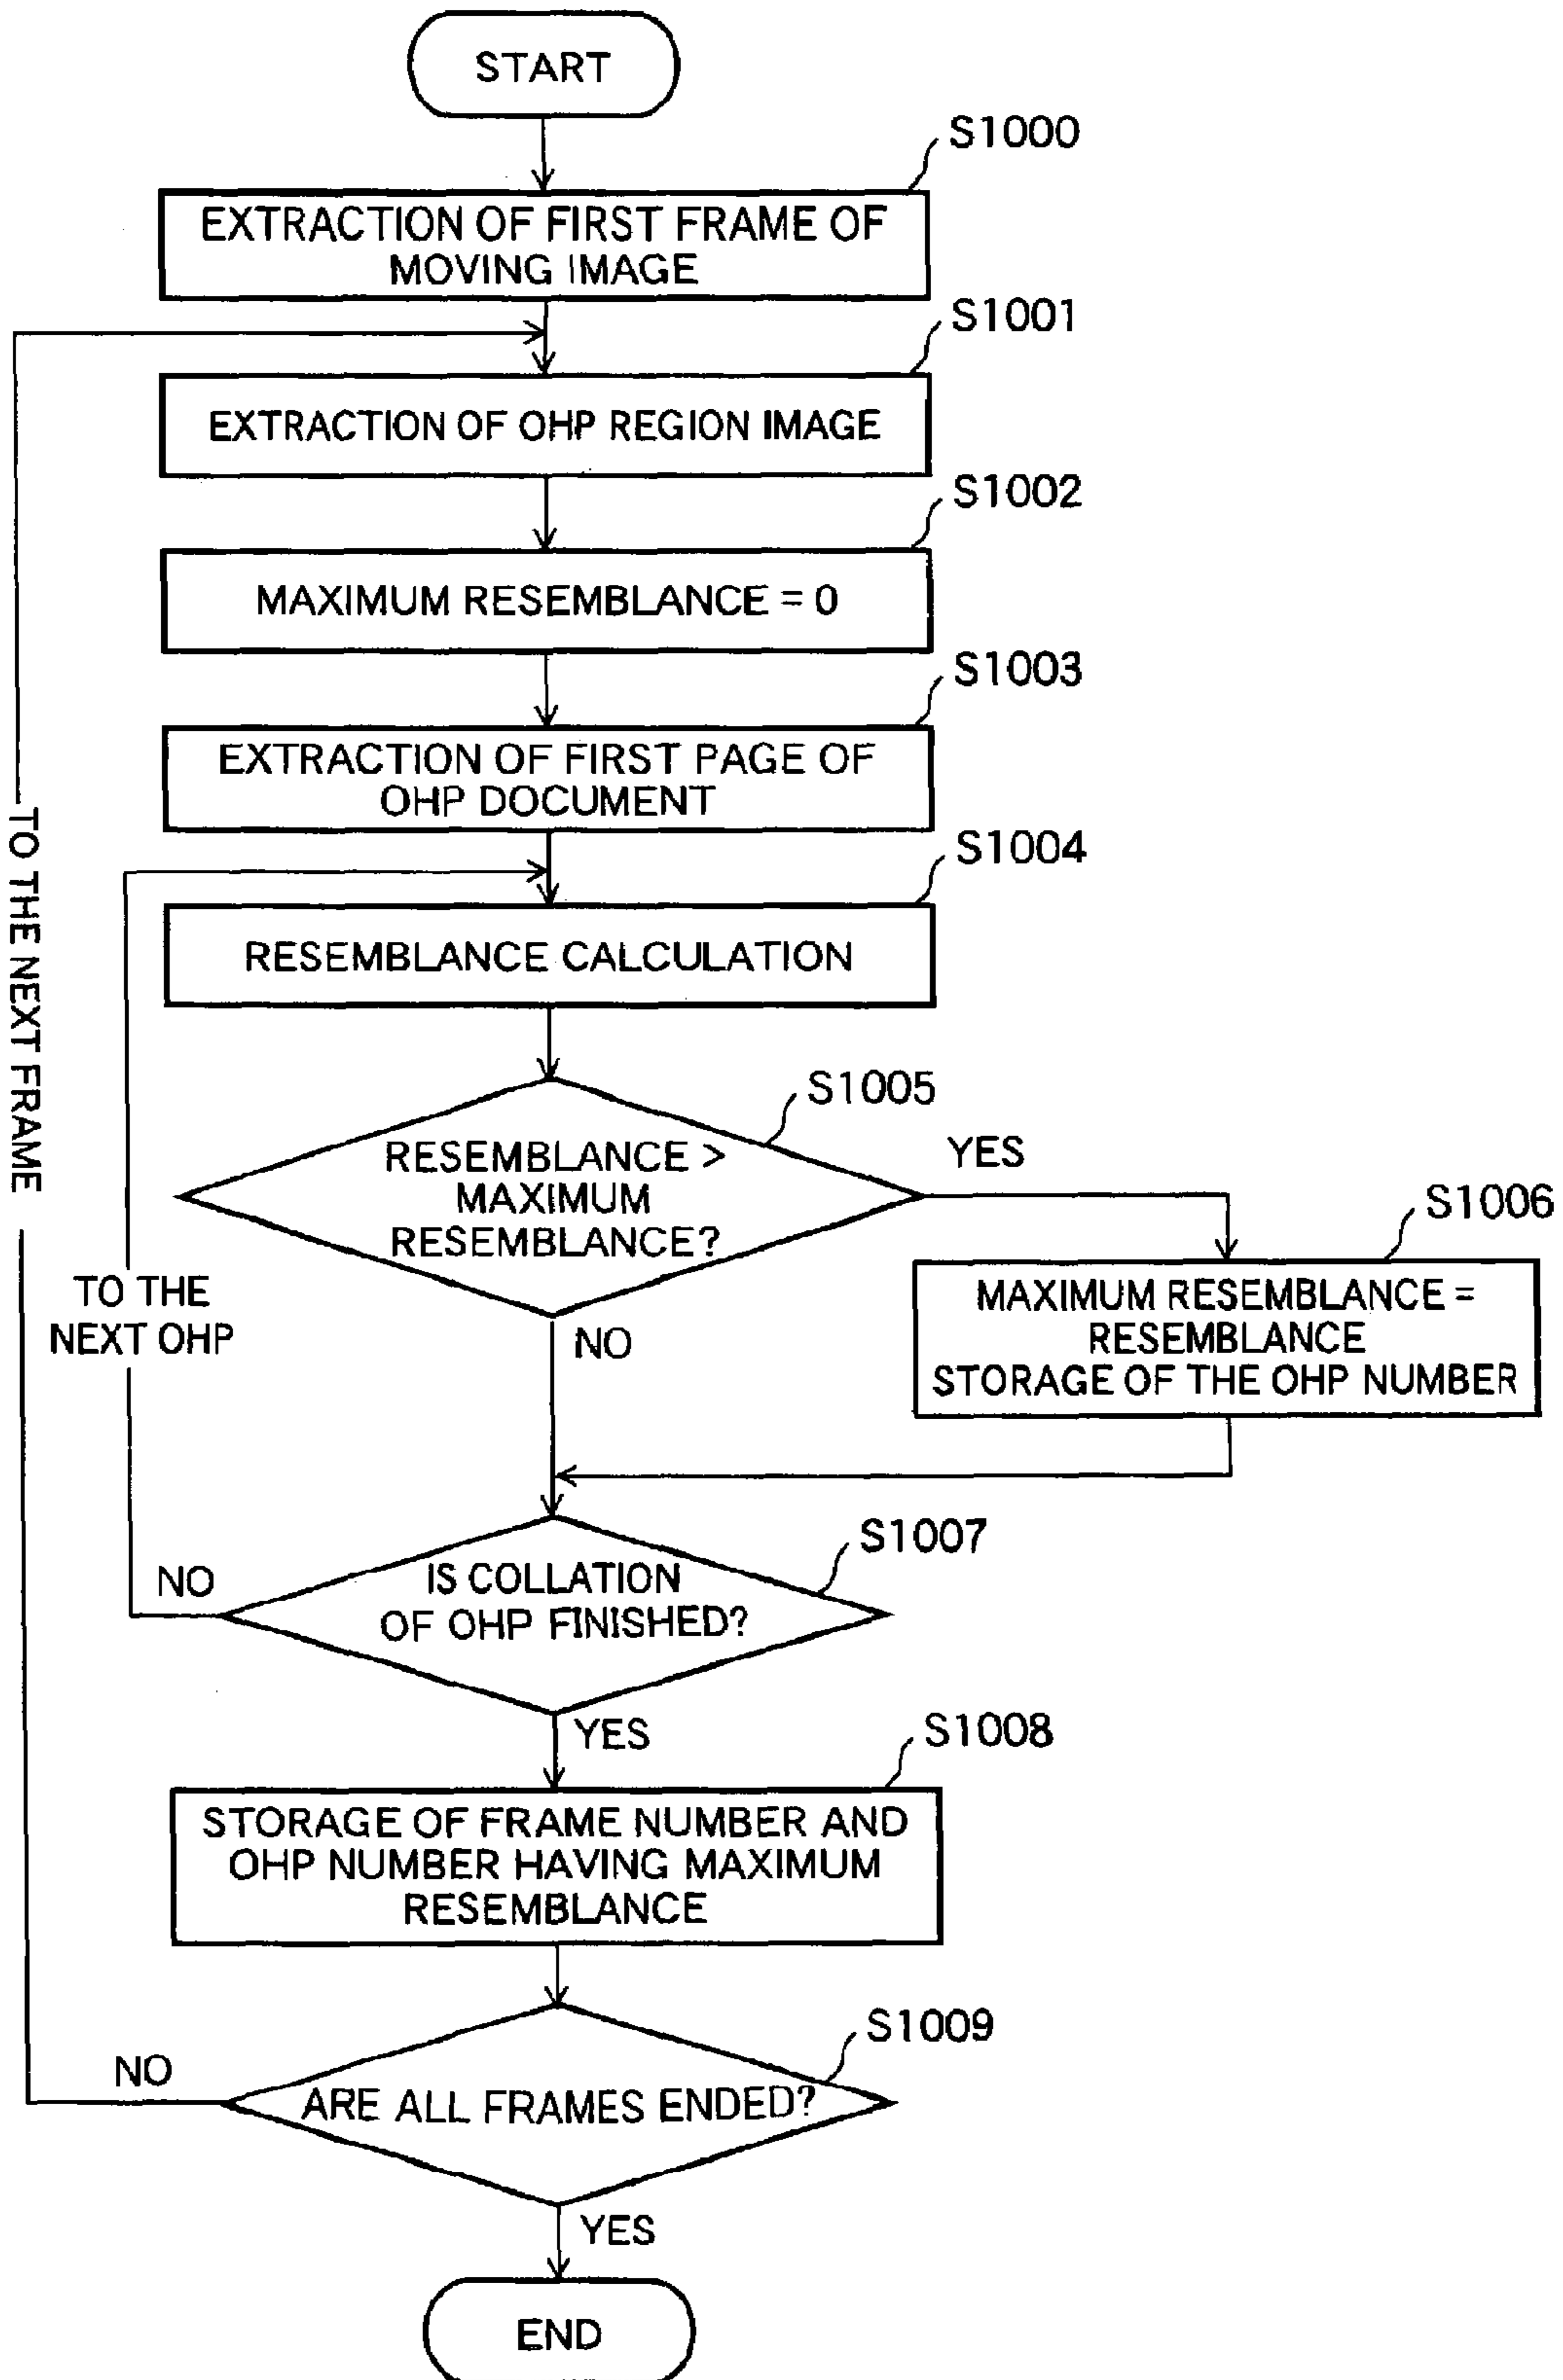 START
S1000
EXTRACTION OF FIRST FRAME OF
MOVING IMAGE
S1001
EXTRACTION OF OHP REGION IMAGE
S1002
MAXIMUM RESEMBLANCE = 0
S1003
EXTRACTION OF FIRST PAGE OF
OHP DOCUMENT
S1004
RESEMBLANCE CALCULATION
TO THE NEXT FRAME
S1005
RESEMBLANCE >
MAXIMUM
RESEMBLANCE?
YES
S1006
MAXIMUM RESEMBLANCE =
RESEMBLANCE
STORAGE OF THE OHP NUMBER
TO THE
NEXT OHP
NO
S1007
IS COLLATION
OF OHP FINISHED?
NO
YES
S1008
STORAGE OF FRAME NUMBER AND
OHP NUMBER HAVING MAXIMUM
RESEMBLANCE
S1009
ARE ALL FRAMES ENDED?
NO
YES
END